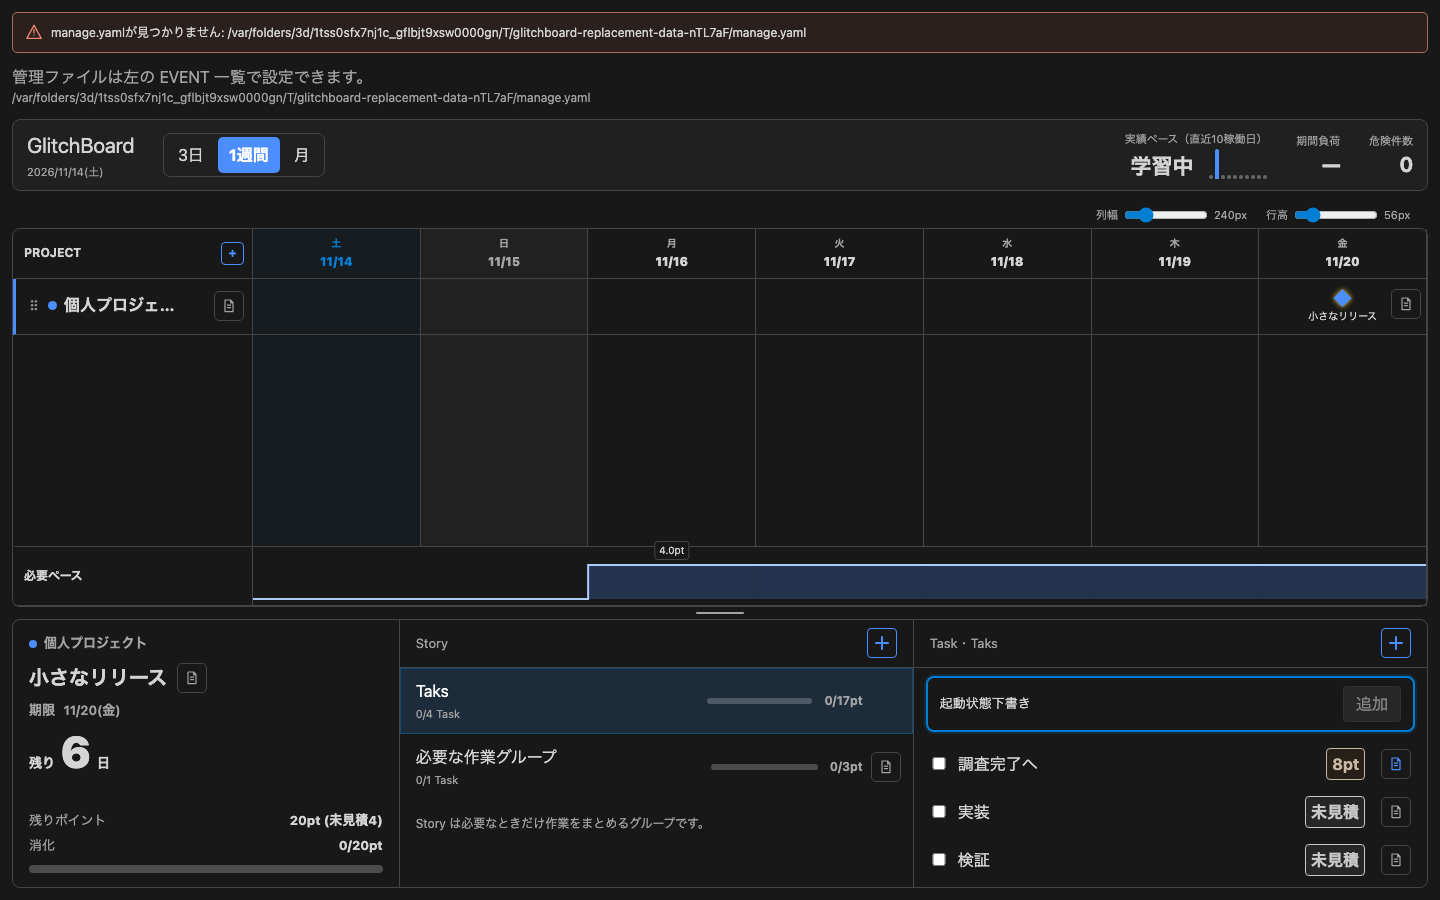 manage.yamlが見つかりません: /var/folders/3d/1tss0sfx7nj1c_gflbjt9xsw0000gn/T/glitchboard-replacement-data-nTL7aF/manage.yaml
管理ファイルは左の EVENT 一覧で設定できます。
/var/folders/3d/1tss0sfx7nj1c_gflbjt9xsw0000gn/T/glitchboard-replacement-data-nTL7aF/manage.yaml
GlitchBoard
2026/11/14(土)
3日 1週間 月
実績ペース（直近10稼働日）
学習中
期間負荷
—
危険件数
0
列幅 240px 行高 56px
PROJECT +
土
11/14
日
11/15
月
11/16
火
11/17
水
11/18
木
11/19
金
11/20
個人プロジェ...
小さなリリース
必要ペース
4.0pt
個人プロジェクト
小さなリリース
期限 11/20(金)
残り 6 日
残りポイント 20pt (未見積4)
消化 0/20pt
Story +
Taks
0/4 Task
0/17pt
必要な作業グループ
0/1 Task
0/3pt
Story は必要なときだけ作業をまとめるグループです。
Task · Taks +
起動状態下書き 追加
調査完了へ 8pt
実装 未見積
検証 未見積